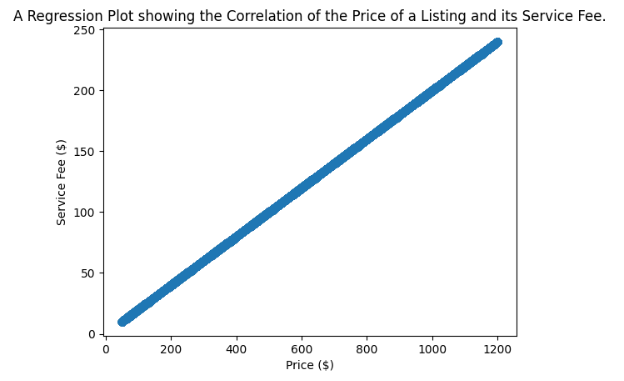 A Regression Plot showing the Correlation of the Price of a Listing and its Service Fee.
250
200
150
100
50
0
Service Fee ($)
0 200 400 600 800 1000 1200
Price ($)